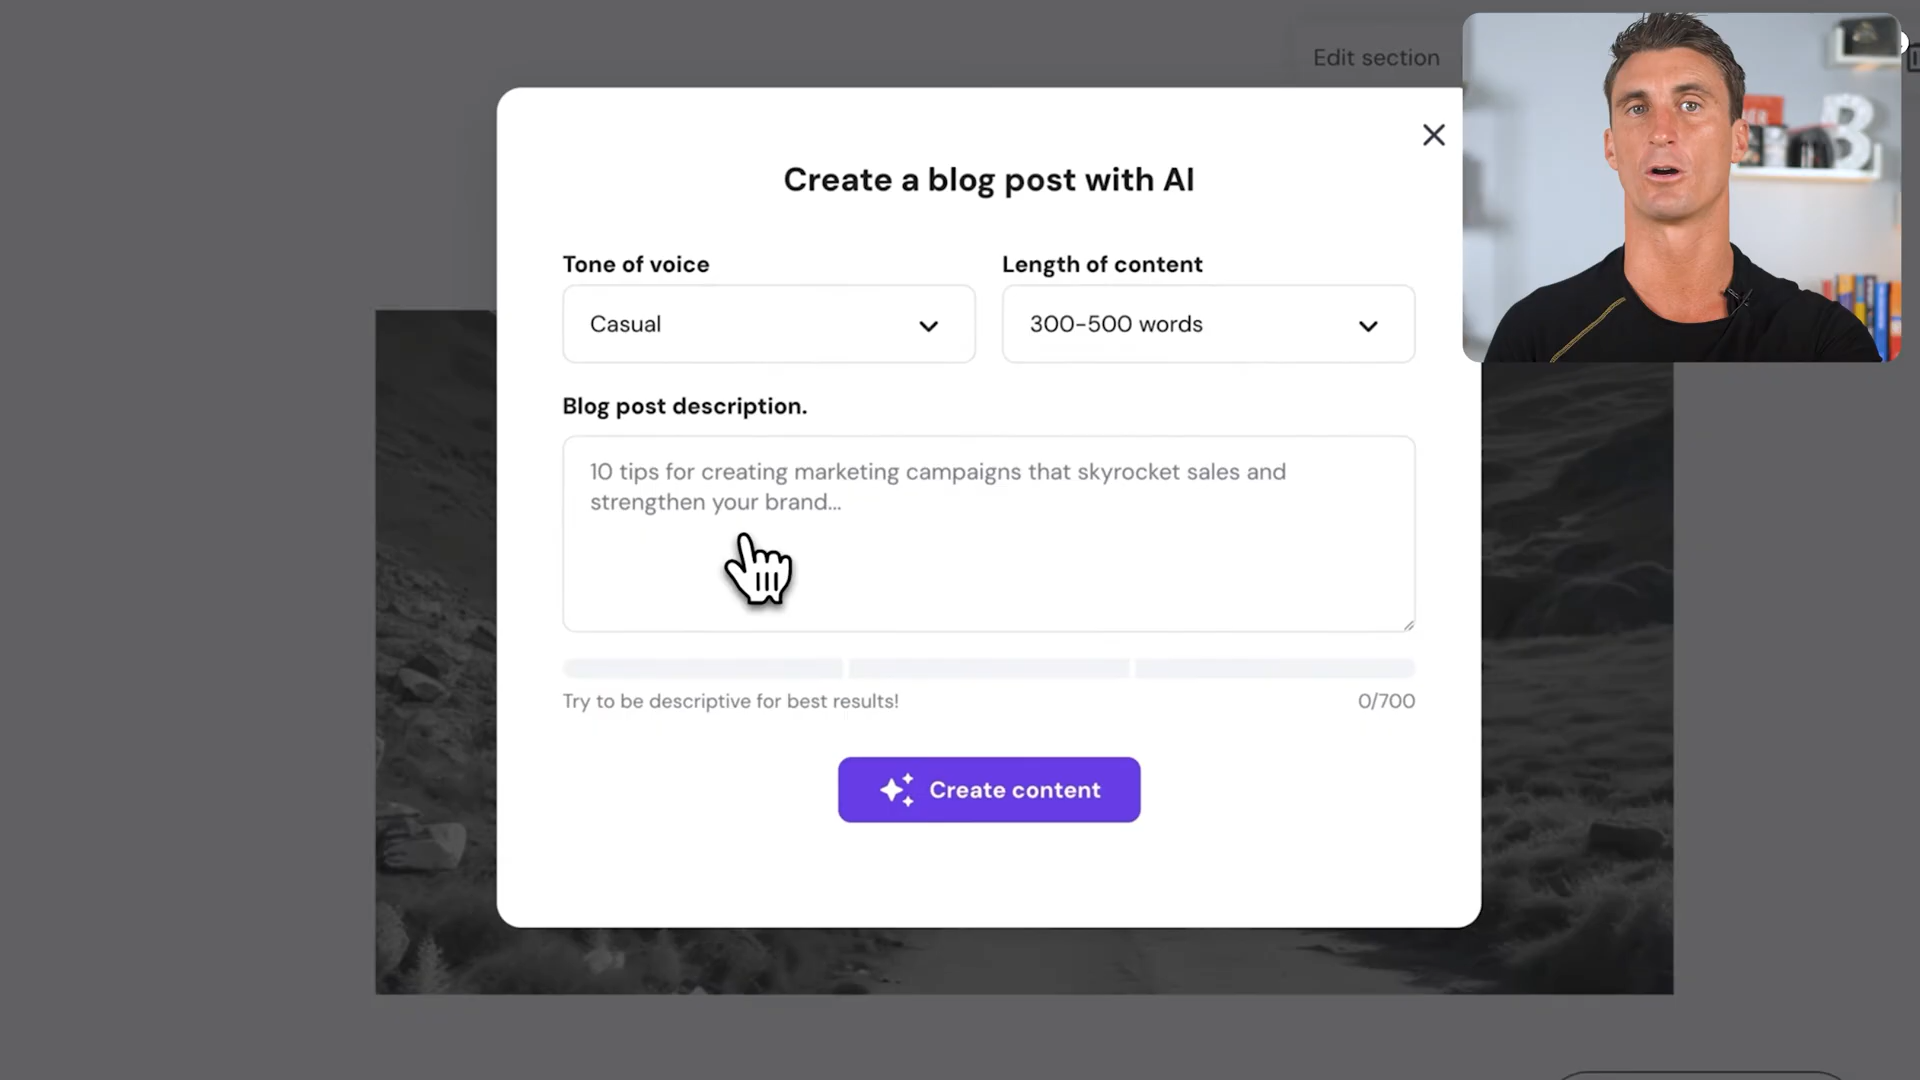 Edit section
Create a blog post with AI
Tone of voice
Length of content
Casual
300-500 words
Blog post description.
10 tips for creating marketing campaigns that skyrocket sales and
strengthen your brand...
Try to be descriptive for best results!
0/700
Create content
B